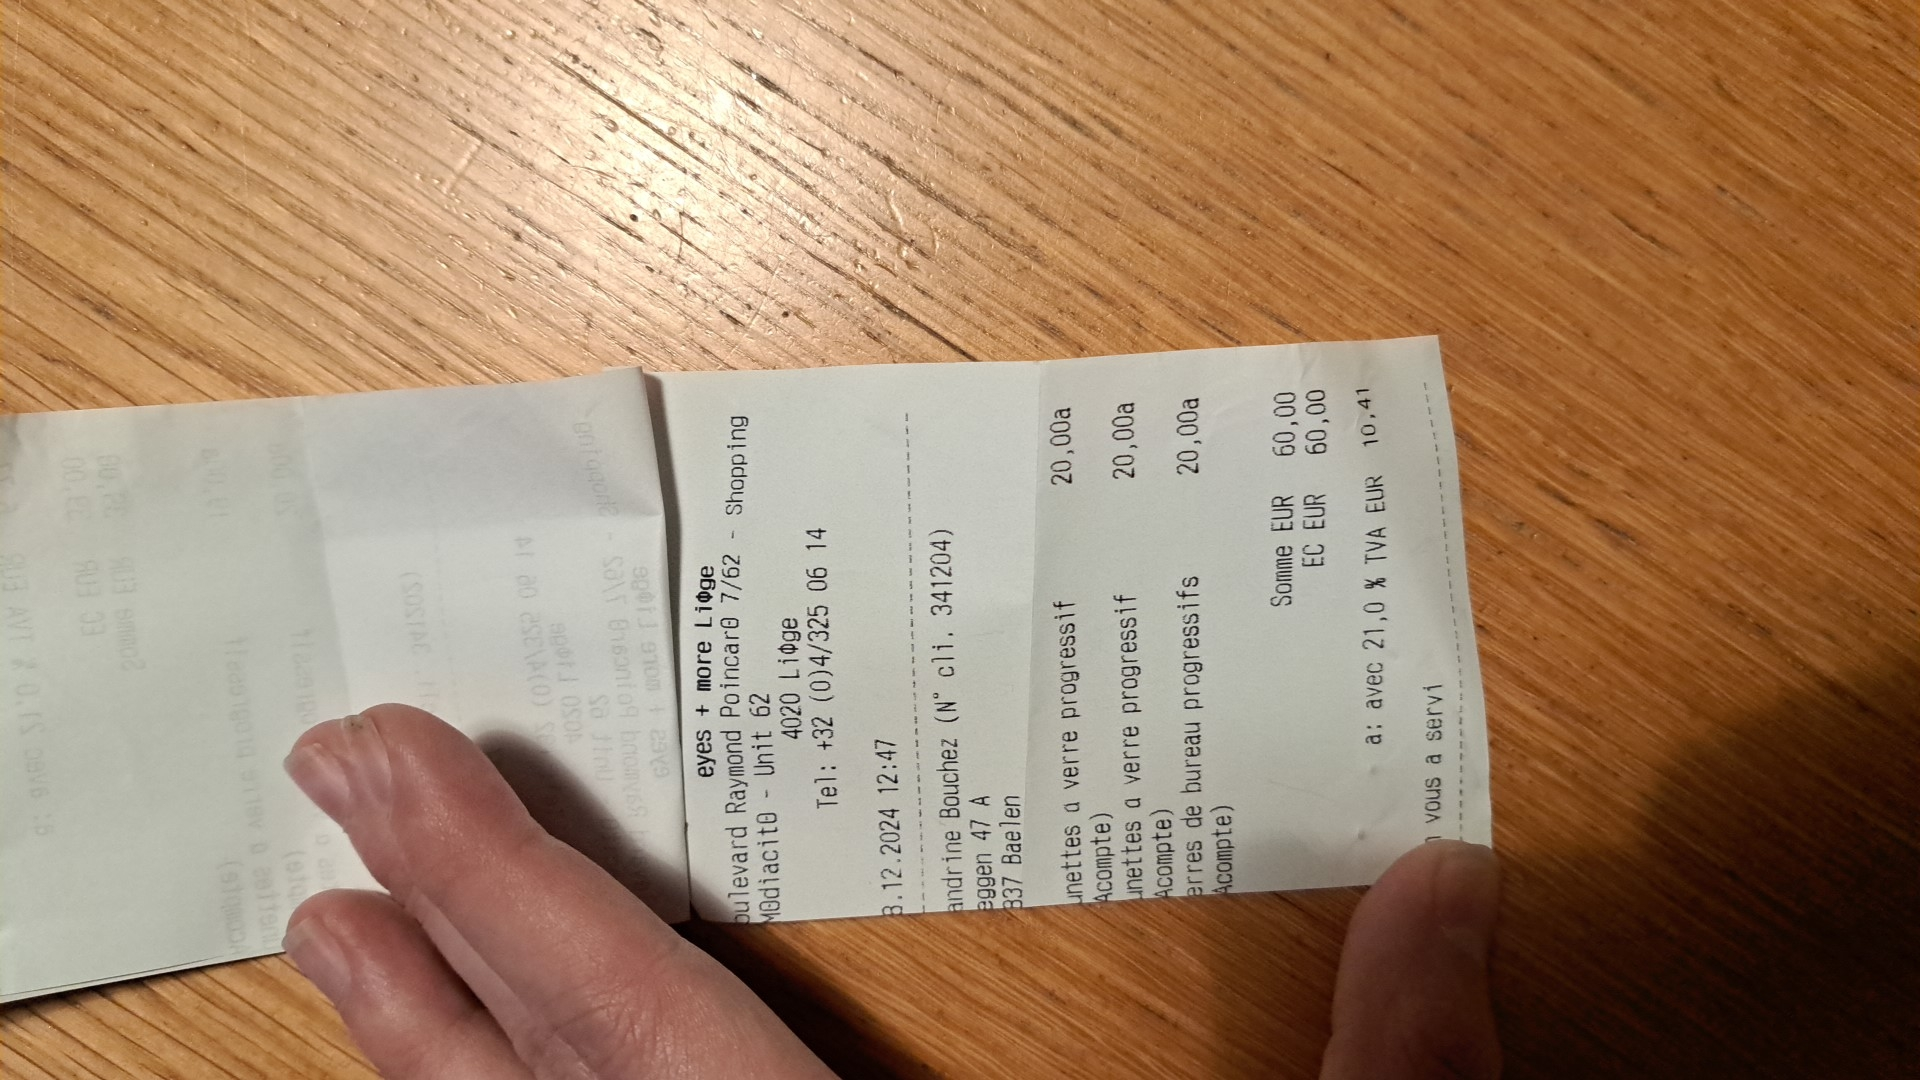 eyes + more LiΦge
oulevard Raymond PoincarΘ 7/62 - Shopping
MΘdiacitΘ - Unit 62
4020 LiΦge
Tel: +32 (0)4/325 06 14
3.12.2024 12:47
andrine Bouchez (N° cli. 341204)
eggen 47 A
837 Baelen
unettes a verre progressif 20,00a
Acompte)
unettes a verre progressif 20,00a
Acompte)
erres de bureau progressifs 20,00a
Acompte)
Somme EUR 60,00
EC EUR 60,00
a: avec 21,0 % TVA EUR 10,41
vous a servi